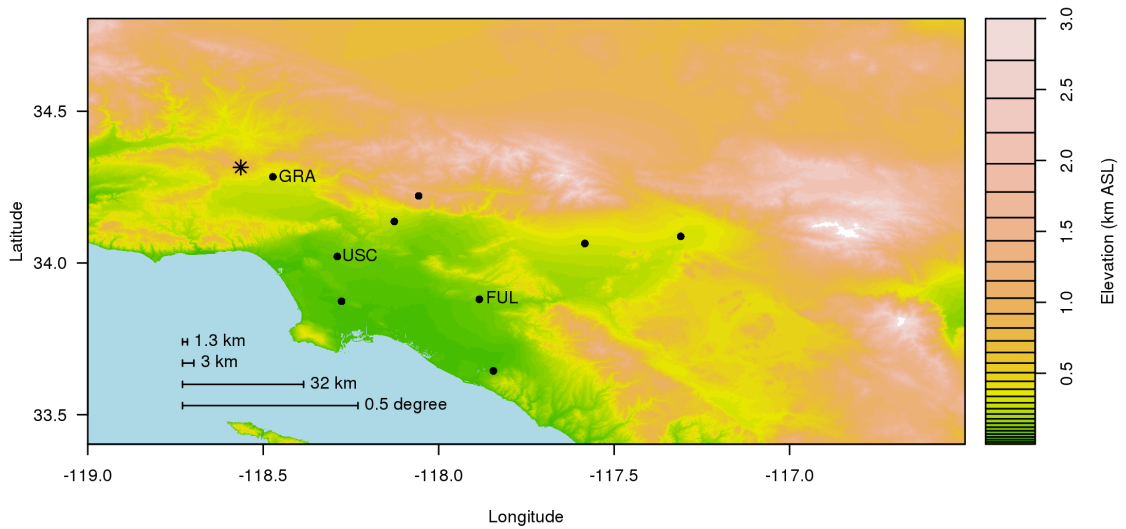 34.5
34.0
33.5
Latitude
-119.0
-118.5
-118.0
-117.5
-117.0
Longitude
GRA
USC
FUL
1.3 km
3 km
32 km
0.5 degree
3.0
2.5
2.0
1.5
1.0
0.5
Elevation (km ASL)